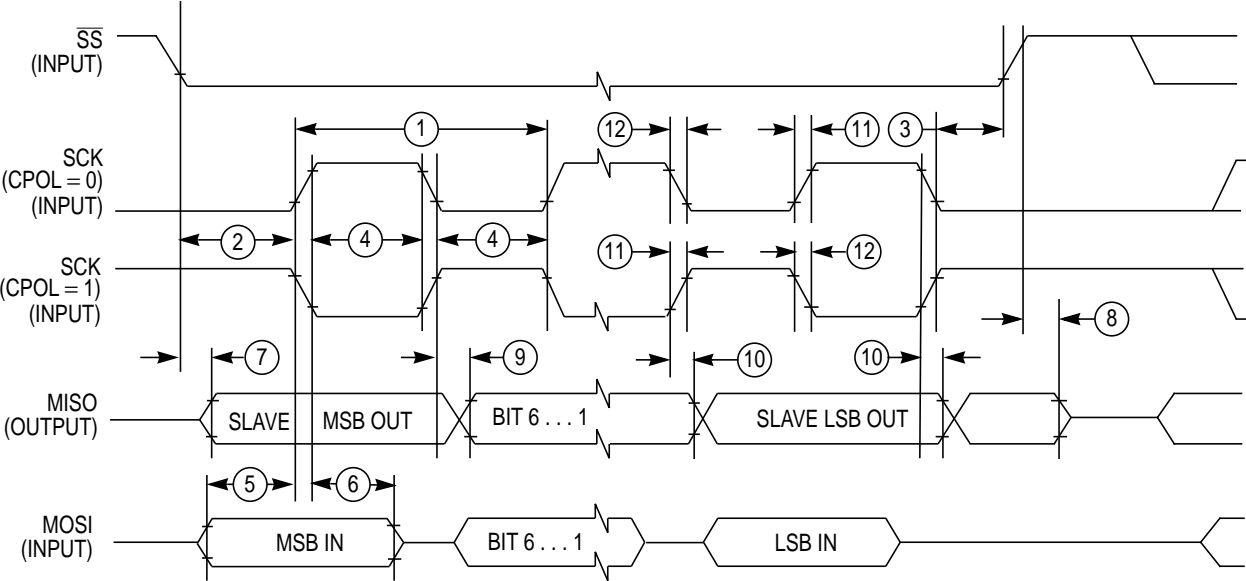 S̅S̅
(INPUT)
1
12
11
3
SCK
(CPOL = 0)
(INPUT)
2
4
4
11
12
SCK
(CPOL = 1)
(INPUT)
8
7
9
10
10
MISO
(OUTPUT)
SLAVE MSB OUT
BIT 6 . . . 1
SLAVE LSB OUT
5
6
MOSI
(INPUT)
MSB IN
BIT 6 . . . 1
LSB IN